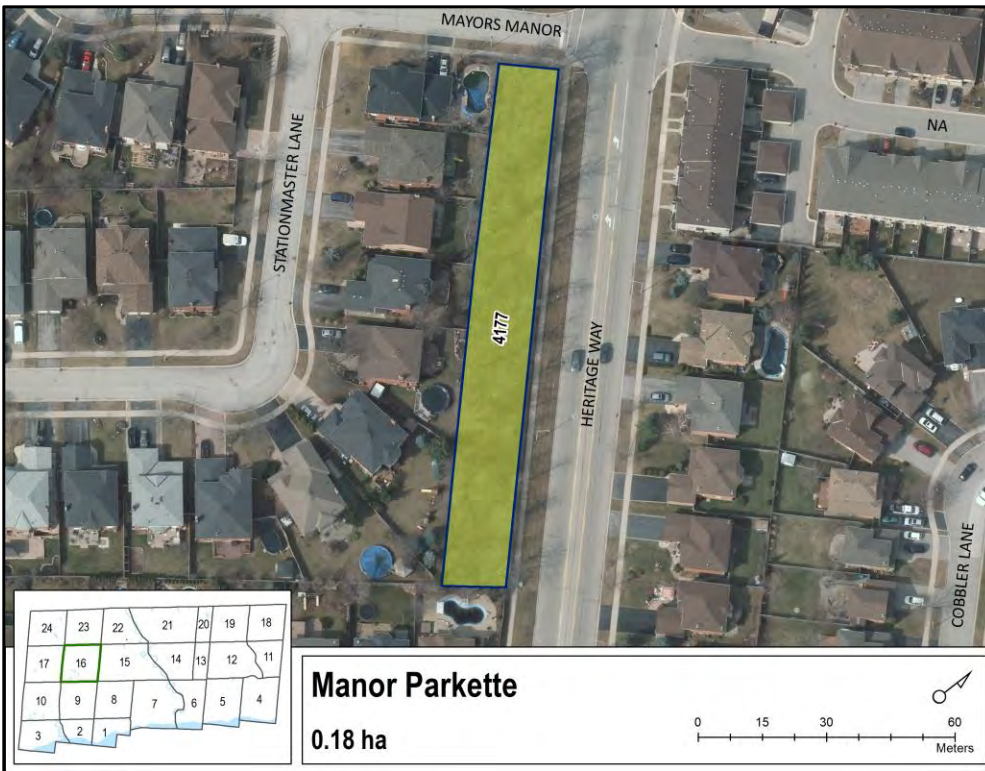 MAYORS MANOR
NA
STATIONMASTER LANE
4177
HERITAGE WAY
COBBLER LANE
24 23 22 21 20 19 18
17 16 15 14 13 12 11
10 9 8 7 6 5 4
3 2 1
Manor Parkette
0.18 ha
0 15 30 60
Meters